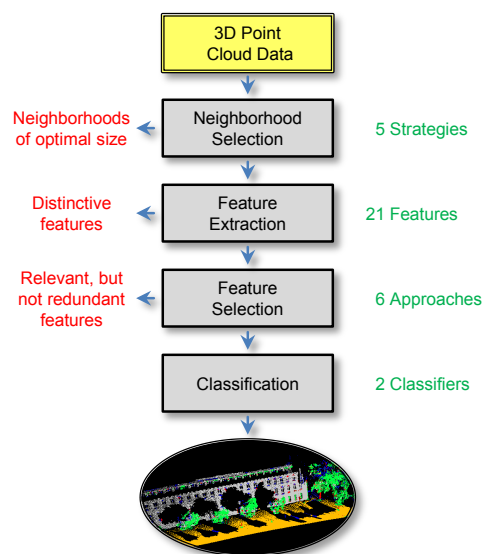 3D Point
Cloud Data
Neighborhoods
of optimal size
Neighborhood
Selection
5 Strategies
Distinctive
features
Feature
Extraction
21 Features
Relevant, but
not redundant
features
Feature
Selection
6 Approaches
Classification
2 Classifiers